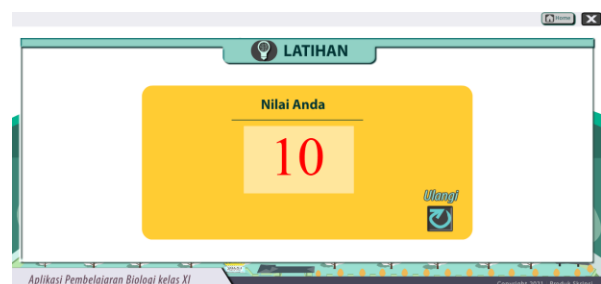 Home
LATIHAN
Nilai Anda
10
Ulangi
Aplikasi Pembelajaran Biologi kelas XI